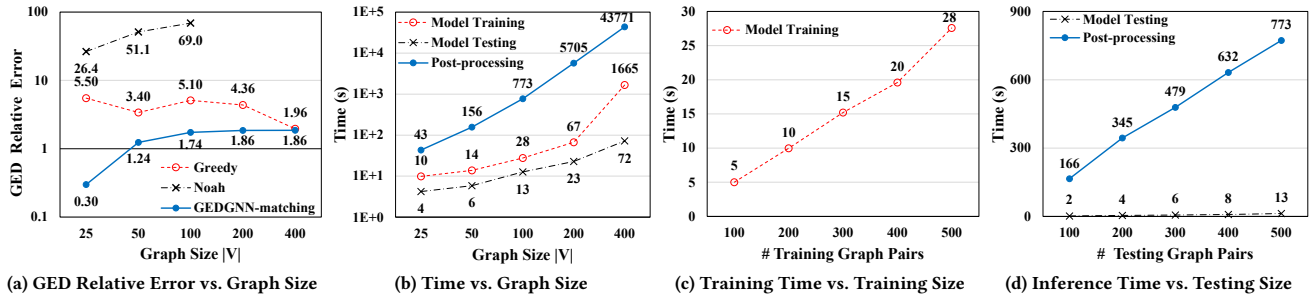 GED Relative Error
100
10
1
0.1
26.4
51.1
69.0
5.50
3.40
5.10
4.36
1.96
0.30
1.24
1.74
1.86
1.86
Greedy
Noah
GEDGNN-matching
25 50 100 200 400
Graph Size |V|
(a) GED Relative Error vs. Graph Size
Time (s)
1E+5
1E+4
1E+3
1E+2
1E+1
1E+0
Model Training
Model Testing
Post-processing
43 156 773 5705 43771
10 14 28 67 1665
4 6 13 23 72
25 50 100 200 400
Graph Size |V|
(b) Time vs. Graph Size
Time (s)
30
25
20
15
10
5
0
Model Training
5 10 15 20 28
100 200 300 400 500
# Training Graph Pairs
(c) Training Time vs. Training Size
Time (s)
900
600
300
0
Model Testing
Post-processing
166 345 479 632 773
2 4 6 8 13
100 200 300 400 500
# Testing Graph Pairs
(d) Inference Time vs. Testing Size